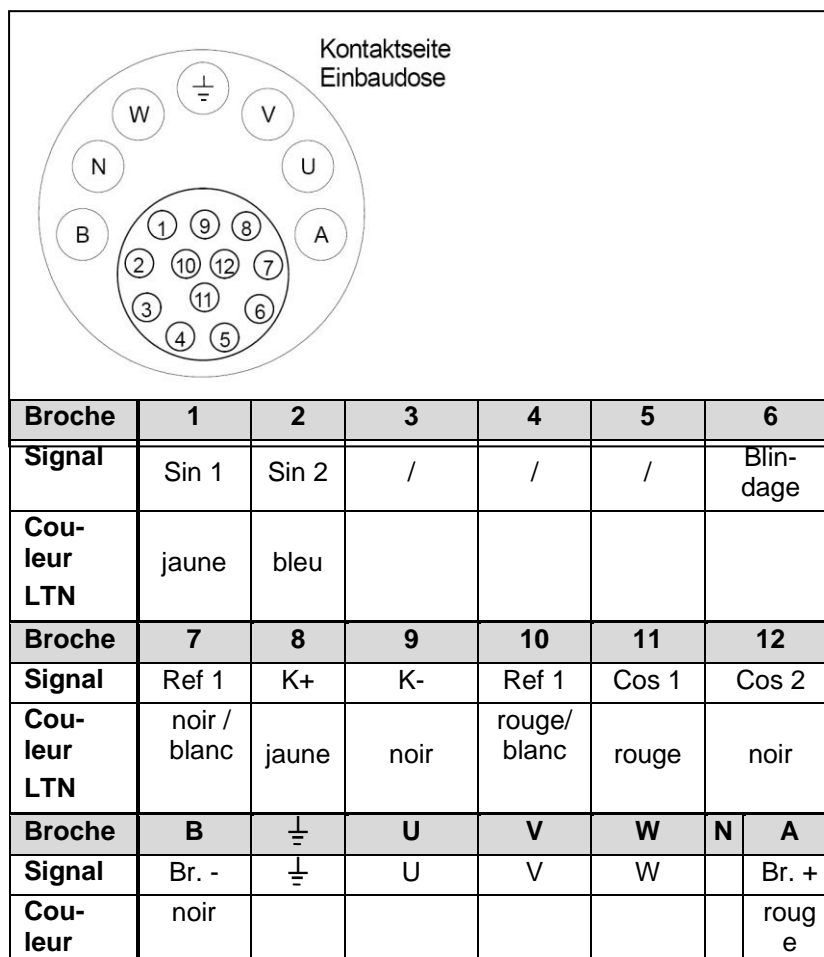 Kontaktseite
Einbaudose
⏚
W V
N U
B A
1 9 8
2 10 12 7
11
3 6
4 5
Broche 1 2 3 4 5 6
Signal Sin 1 Sin 2 / / / Blin-
dage
Cou-
leur jaune bleu
LTN
Broche 7 8 9 10 11 12
Signal Ref 1 K+ K- Ref 1 Cos 1 Cos 2
Cou- noir / rouge/
leur blanc jaune noir blanc rouge noir
LTN
Broche B ⏚ U V W N A
Signal Br. - ⏚ U V W Br. +
Cou- noir roug
leur e